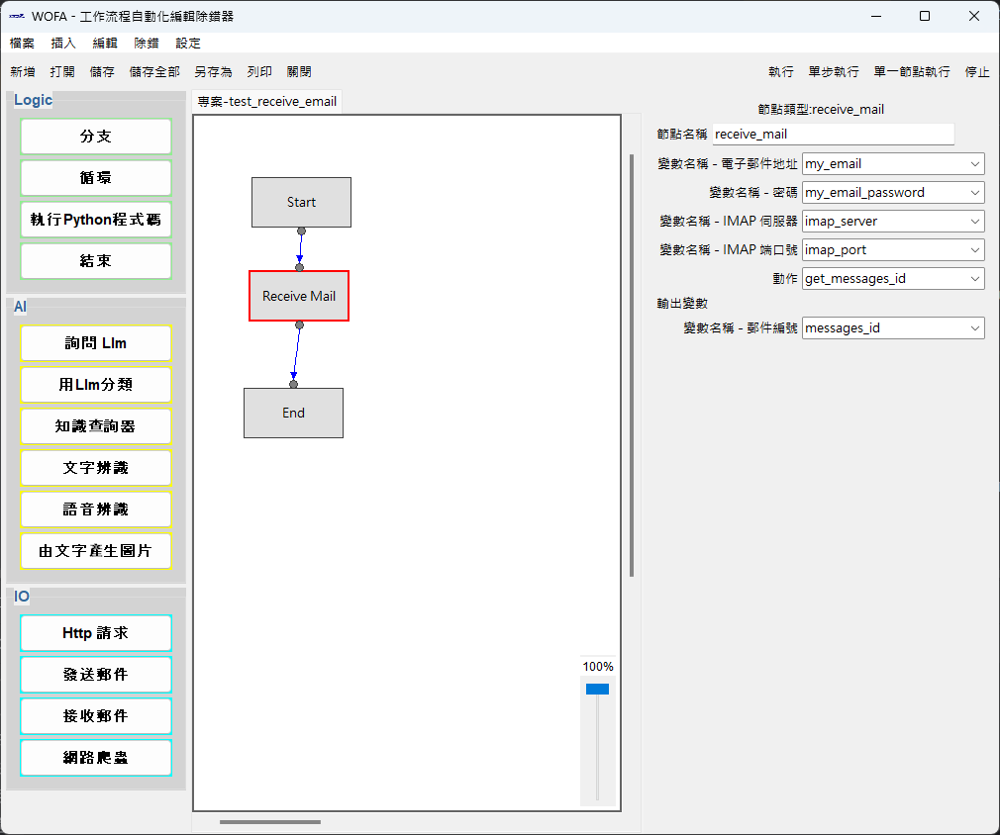 WOFA - 工作流程自動化編輯除錯器
檔案 插入 編輯 除錯 設定
新增 打開 儲存 儲存全部 另存為 列印 關閉 執行 單步執行 單一節點執行 停止
Logic
分支
循環
執行Python程式碼
結束
AI
詢問 Llm
用Llm分類
知識查詢器
文字辨識
語音辨識
由文字產生圖片
IO
Http 請求
發送郵件
接收郵件
網路爬蟲
專案-test_receive_email
Start
Receive Mail
End
100%
節點類型:receive_mail
節點名稱 receive_mail
變數名稱 - 電子郵件地址 my_email
變數名稱 - 密碼 my_email_password
變數名稱 - IMAP 伺服器 imap_server
變數名稱 - IMAP 端口號 imap_port
動作 get_messages_id
輸出變數
變數名稱 - 郵件編號 messages_id